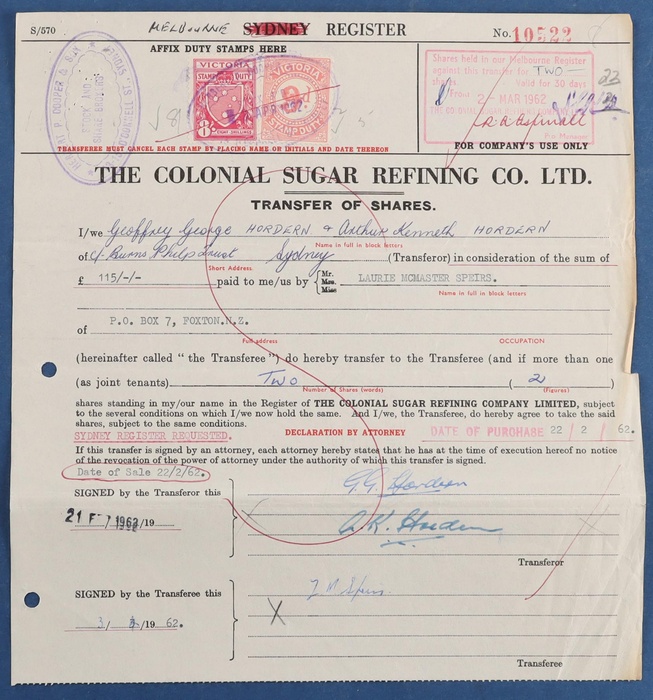 S/570 MELBOURNE SYDNEY REGISTER No. 10522
AFFIX DUTY STAMPS HERE
VICTORIA STAMP DUTY
8 EIGHT SHILLINGS
VICTORIA
STAMP DUTY
Shares held in our Melbourne Register
against this transfer for TWO
shares Valid for 30 days
from 2 - MAR 1962
TRANSFEREE MUST CANCEL EACH STAMP BY PLACING NAME OR INITIALS AND DATE THEREON
FOR COMPANY'S USE ONLY
THE COLONIAL SUGAR REFINING CO. LTD.
TRANSFER OF SHARES.
I/we Geoffrey George HORDERN & Arthur Kenneth HORDERN
Name in full in block letters
of C/- Burns Philp Trust Sydney (Transferor) in consideration of the sum of
Short Address
£ 115/-/- paid to me/us by Mr. Mrs. Miss LAURIE MCMASTER SPEIRS.
Name in full in block letters
of P.O. BOX 7, FOXTON.N.Z.
Full address OCCUPATION
(hereinafter called " the Transferee ") do hereby transfer to the Transferee (and if more than one
(as joint tenants) Two ( 2 )
Number of Shares (words) (Figures)
shares standing in my/our name in the Register of THE COLONIAL SUGAR REFINING COMPANY LIMITED, subject
to the several conditions on which I/we now hold the same. And I/we, the Transferee, do hereby agree to take the said
shares, subject to the same conditions.
SYDNEY REGISTER REQUESTED. DECLARATION BY ATTORNEY DATE OF PURCHASE 22 / 2 / 62.
If this transfer is signed by an attorney, each attorney hereby states that he has at the time of execution hereof no notice
of the revocation of the power of attorney under the authority of which this transfer is signed.
Date of Sale 22/2/62.
SIGNED by the Transferor this
G.G. Hordern
21 FEB 1962 /19
A.K. Hordern
Transferor
SIGNED by the Transferee this
L M Speirs.
X
/19 62.
Transferee